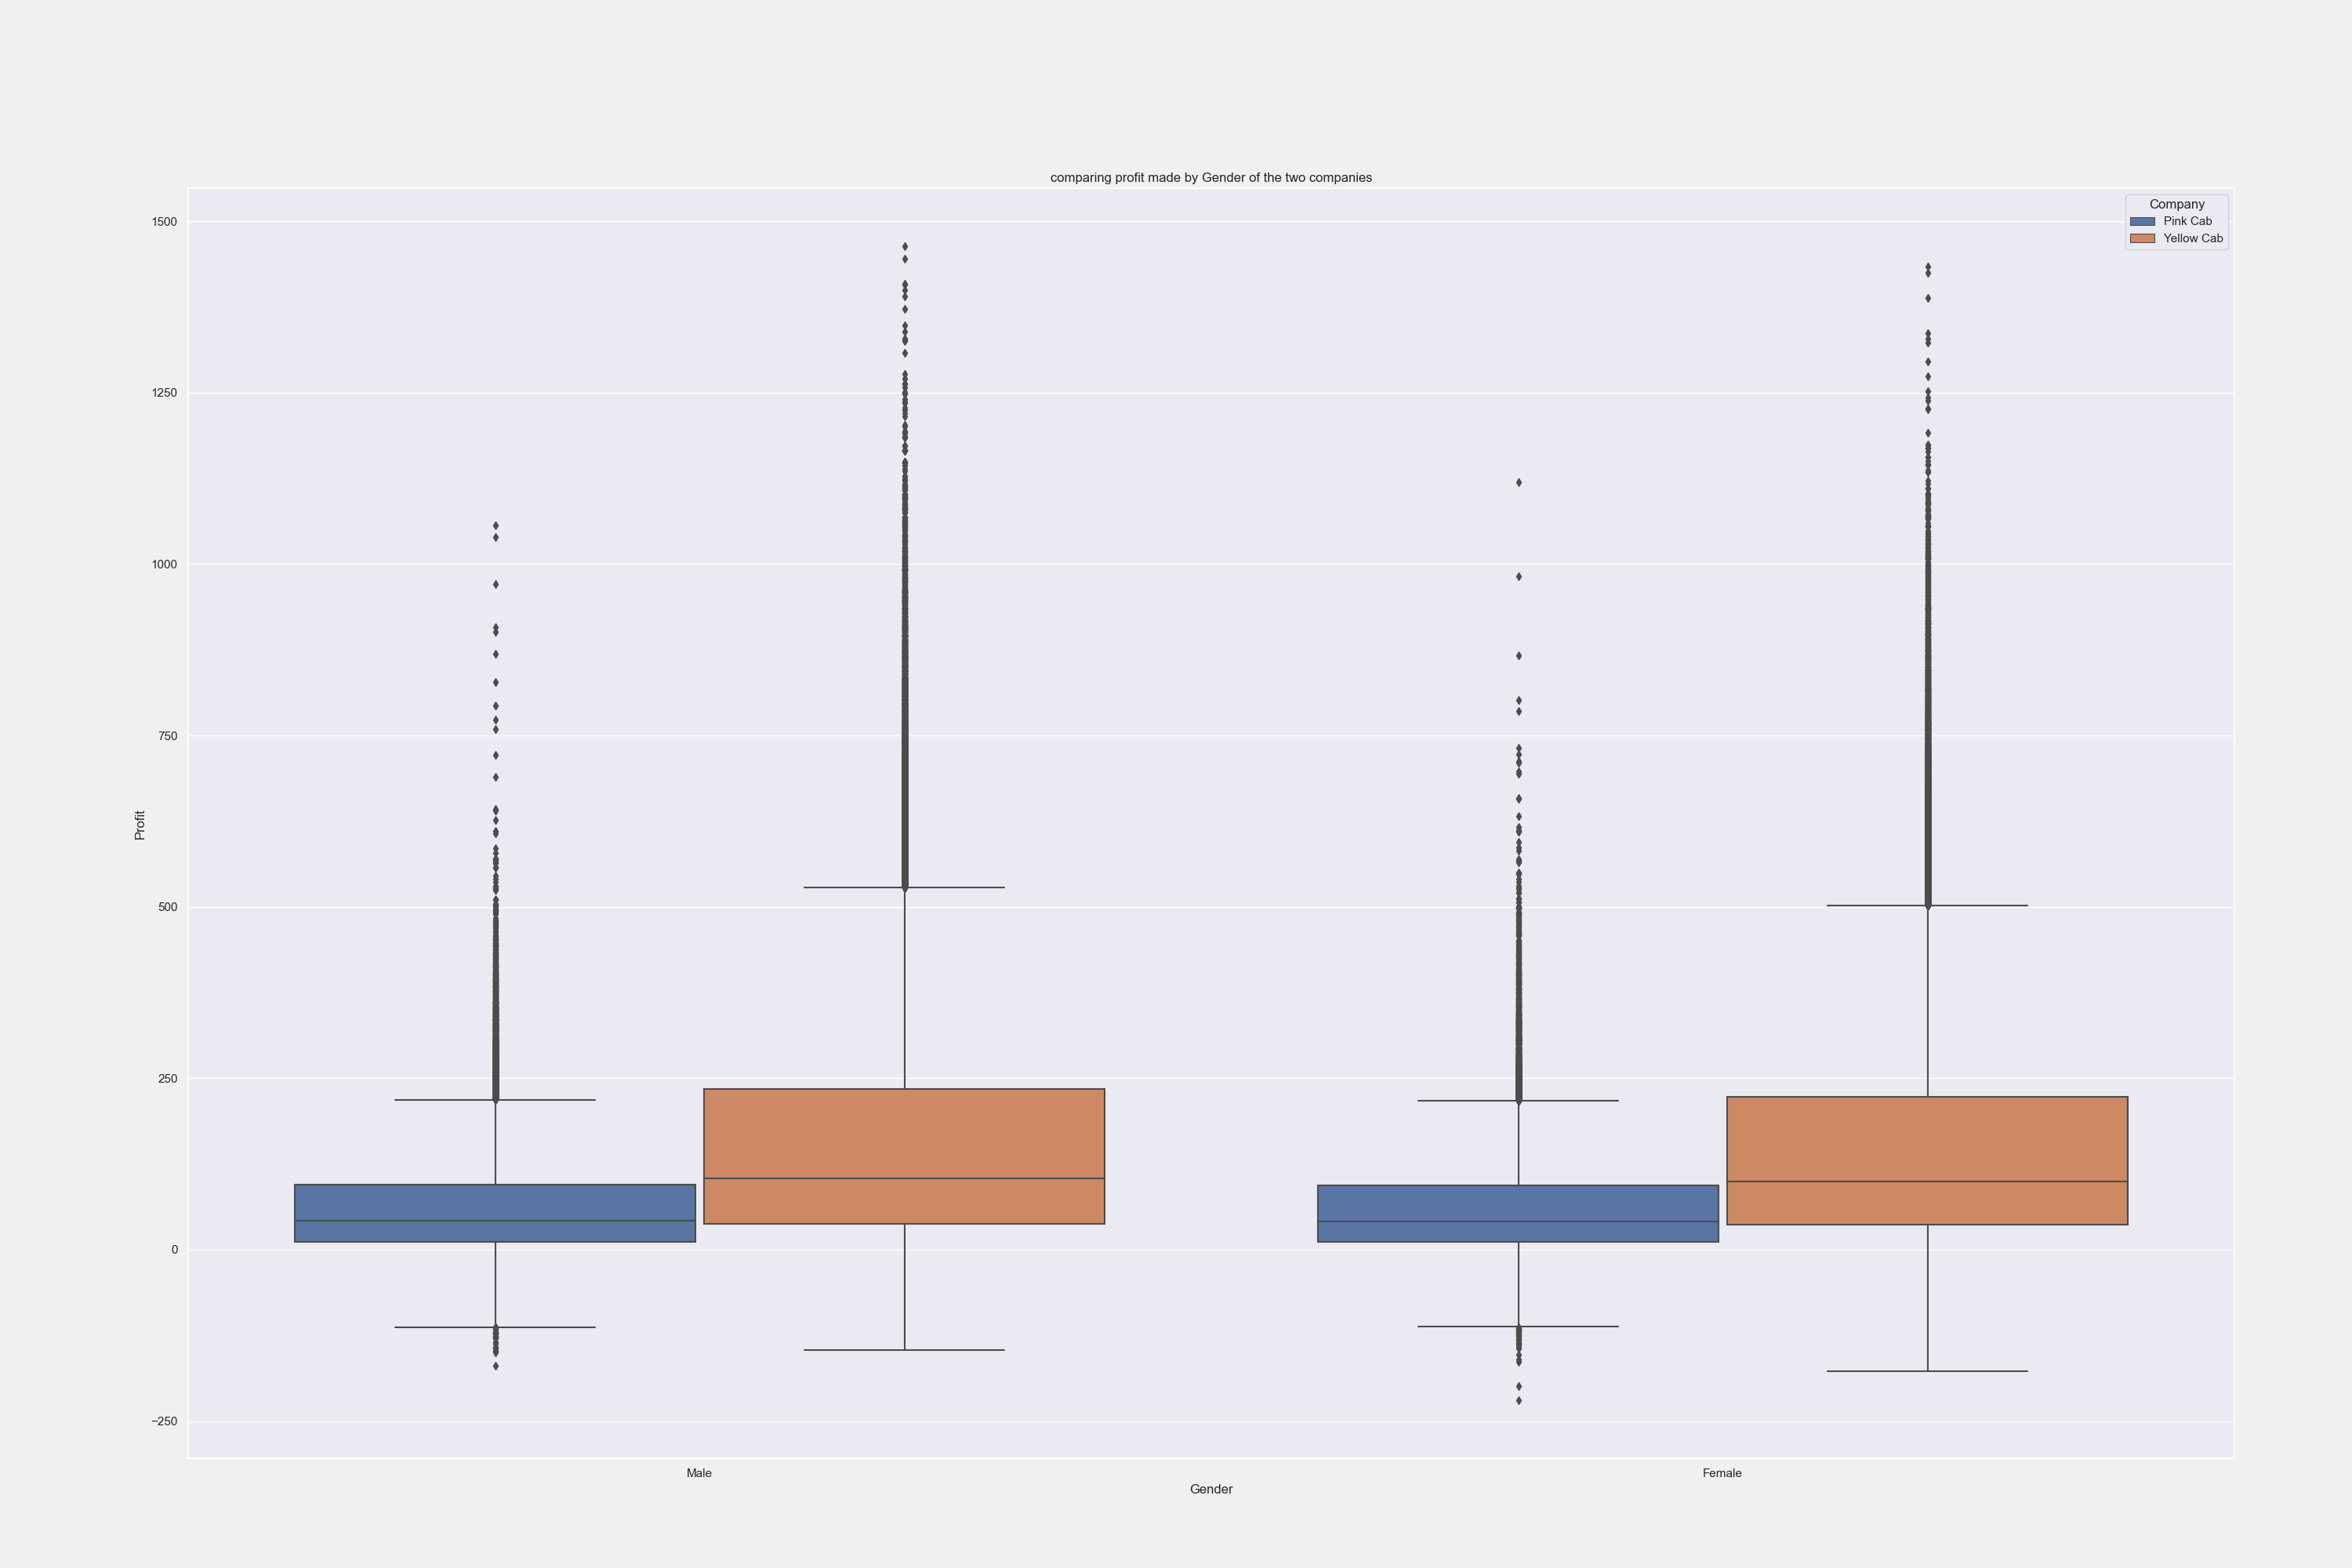 comparing profit made by Gender of the two companies
Company
Pink Cab
Yellow Cab
1500
1250
1000
750
500
250
0
−250
Profit
Male
Female
Gender